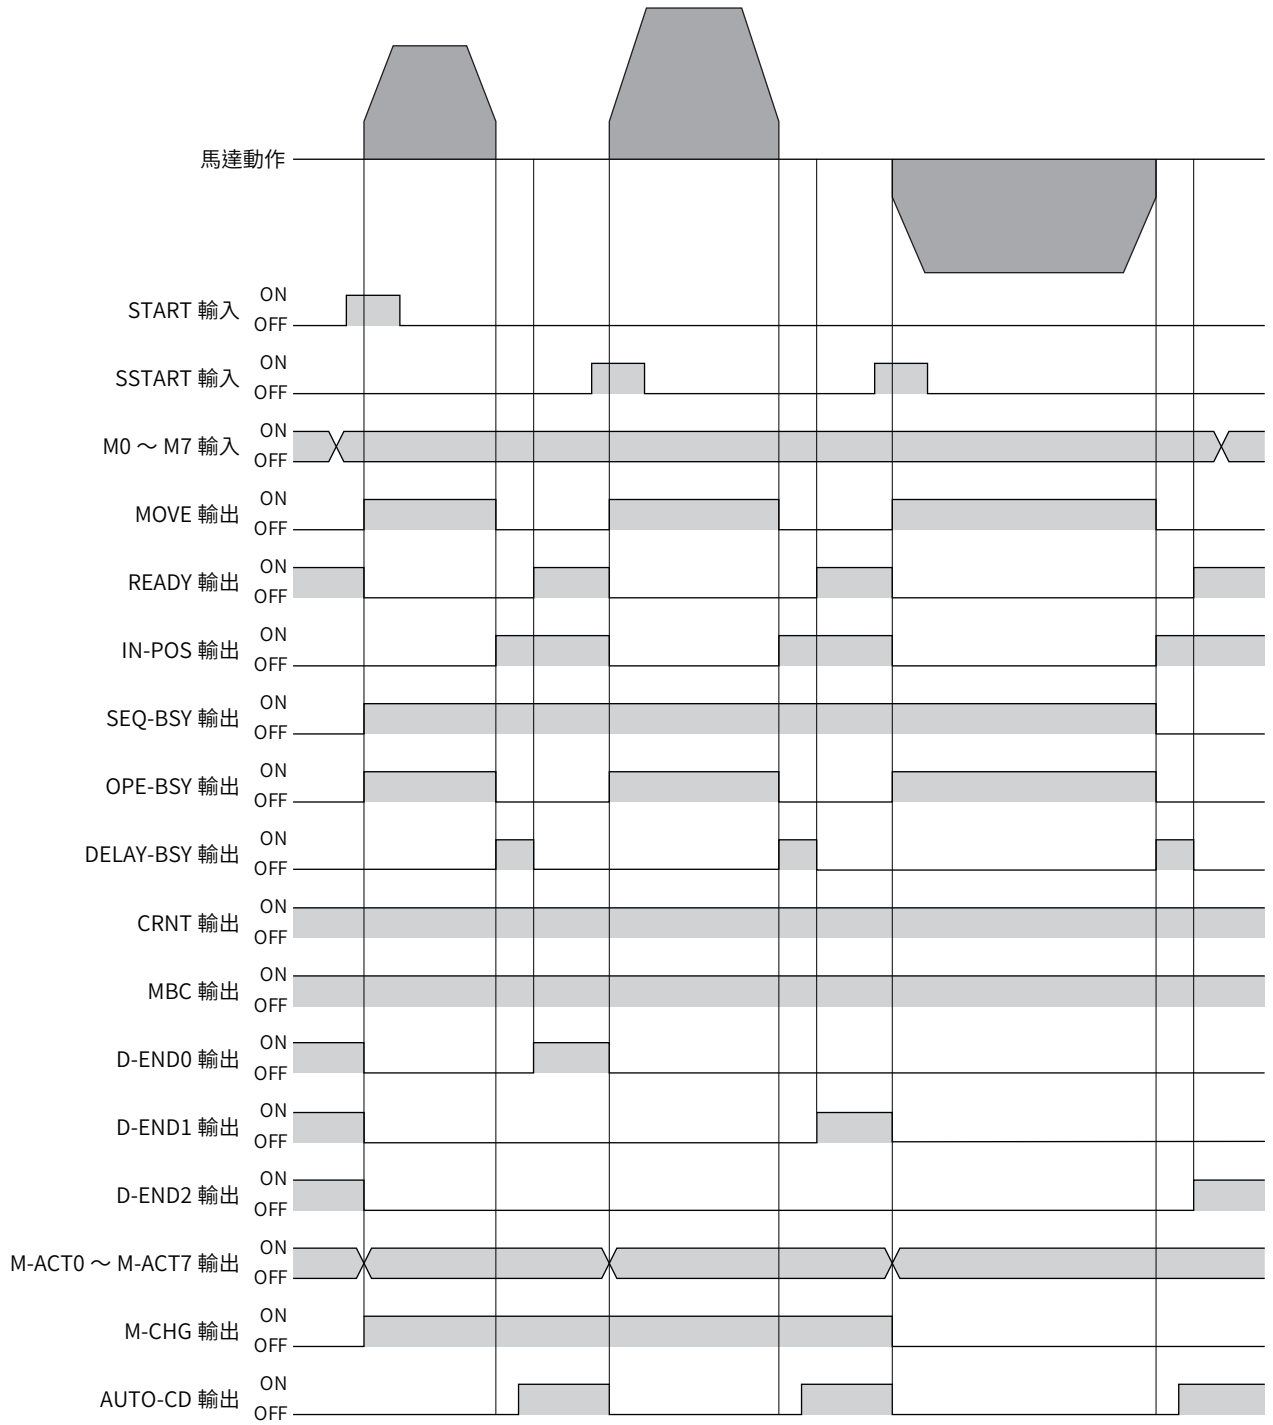 馬達動作
START 輸入
ON
OFF
SSTART 輸入
ON
OFF
M0 ～ M7 輸入
ON
OFF
MOVE 輸出
ON
OFF
READY 輸出
ON
OFF
IN-POS 輸出
ON
OFF
SEQ-BSY 輸出
ON
OFF
OPE-BSY 輸出
ON
OFF
DELAY-BSY 輸出
ON
OFF
CRNT 輸出
ON
OFF
MBC 輸出
ON
OFF
D-END0 輸出
ON
OFF
D-END1 輸出
ON
OFF
D-END2 輸出
ON
OFF
M-ACT0 ～ M-ACT7 輸出
ON
OFF
M-CHG 輸出
ON
OFF
AUTO-CD 輸出
ON
OFF